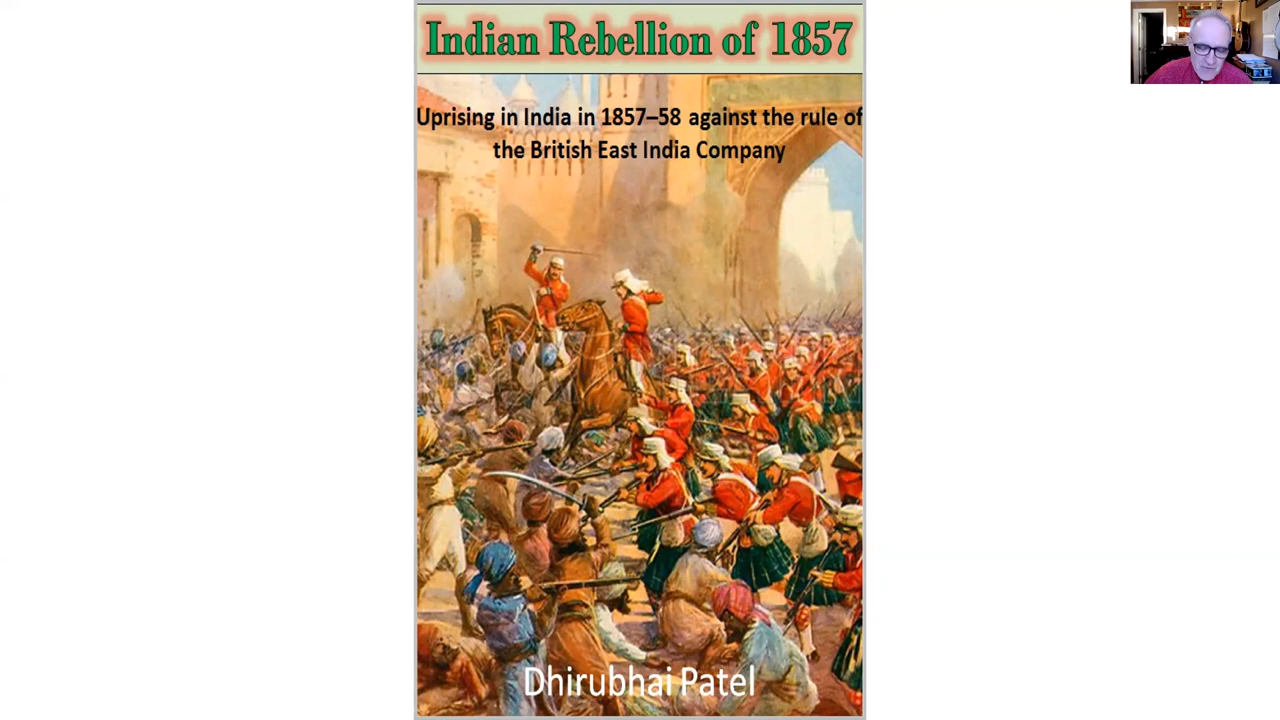 Indian Rebellion of 1857
Uprising in India in 1857–58 against the rule of
the British East India Company
Dhirubhai Patel